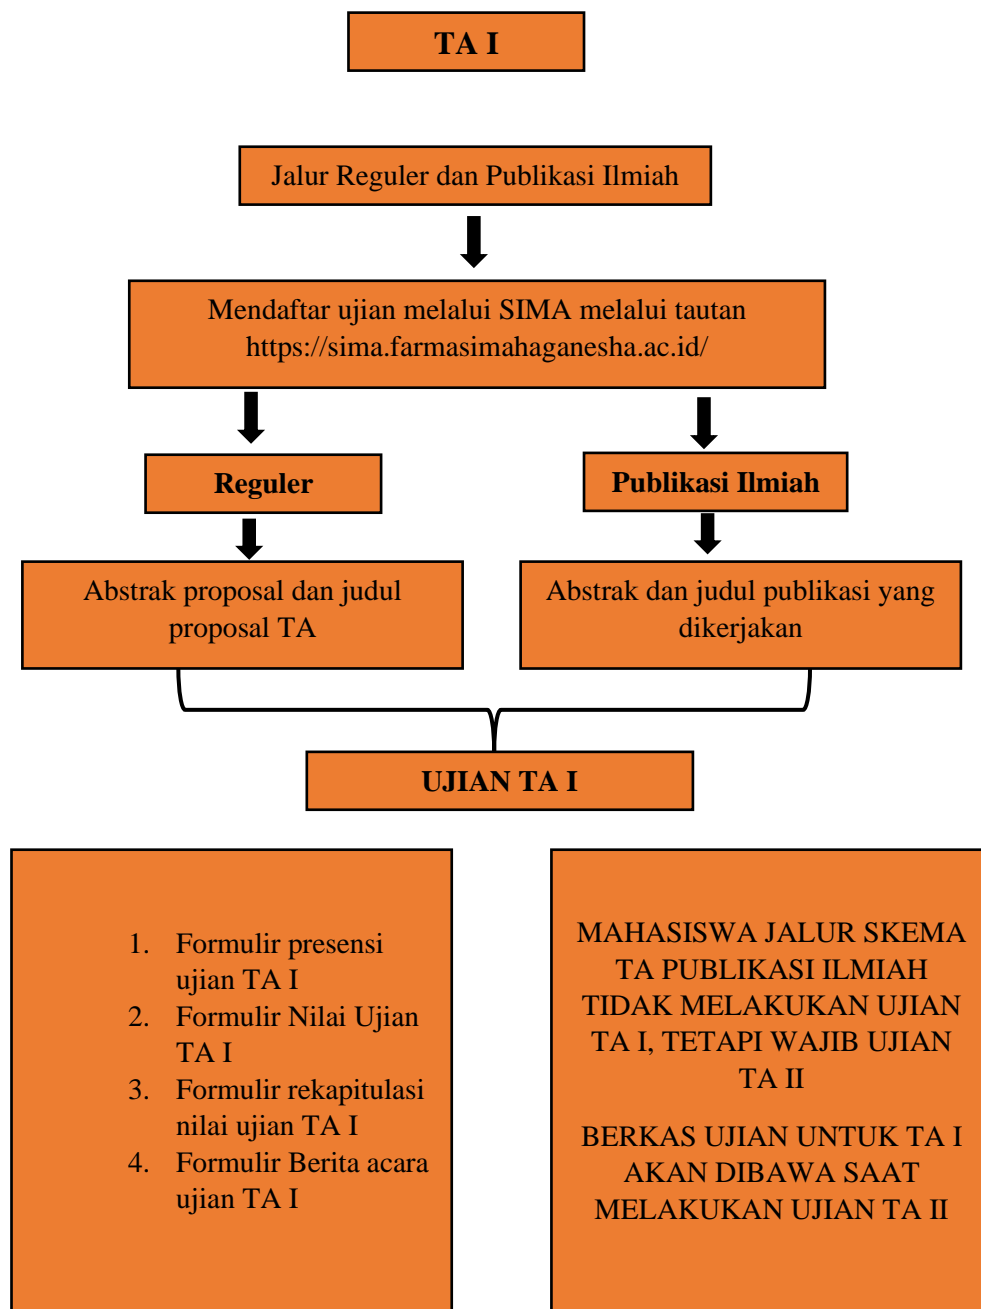 TA I
Jalur Reguler dan Publikasi Ilmiah
Mendaftar ujian melalui SIMA melalui tautan
https://sima.farmasimahaganesha.ac.id/
Reguler
Publikasi Ilmiah
Abstrak proposal dan judul
proposal TA
Abstrak dan judul publikasi yang
dikerjakan
UJIAN TA I
1. Formulir presensi
ujian TA I
2. Formulir Nilai Ujian
TA I
3. Formulir rekapitulasi
nilai ujian TA I
4. Formulir Berita acara
ujian TA I
MAHASISWA JALUR SKEMA
TA PUBLIKASI ILMIAH
TIDAK MELAKUKAN UJIAN
TA I, TETAPI WAJIB UJIAN
TA II
BERKAS UJIAN UNTUK TA I
AKAN DIBAWA SAAT
MELAKUKAN UJIAN TA II